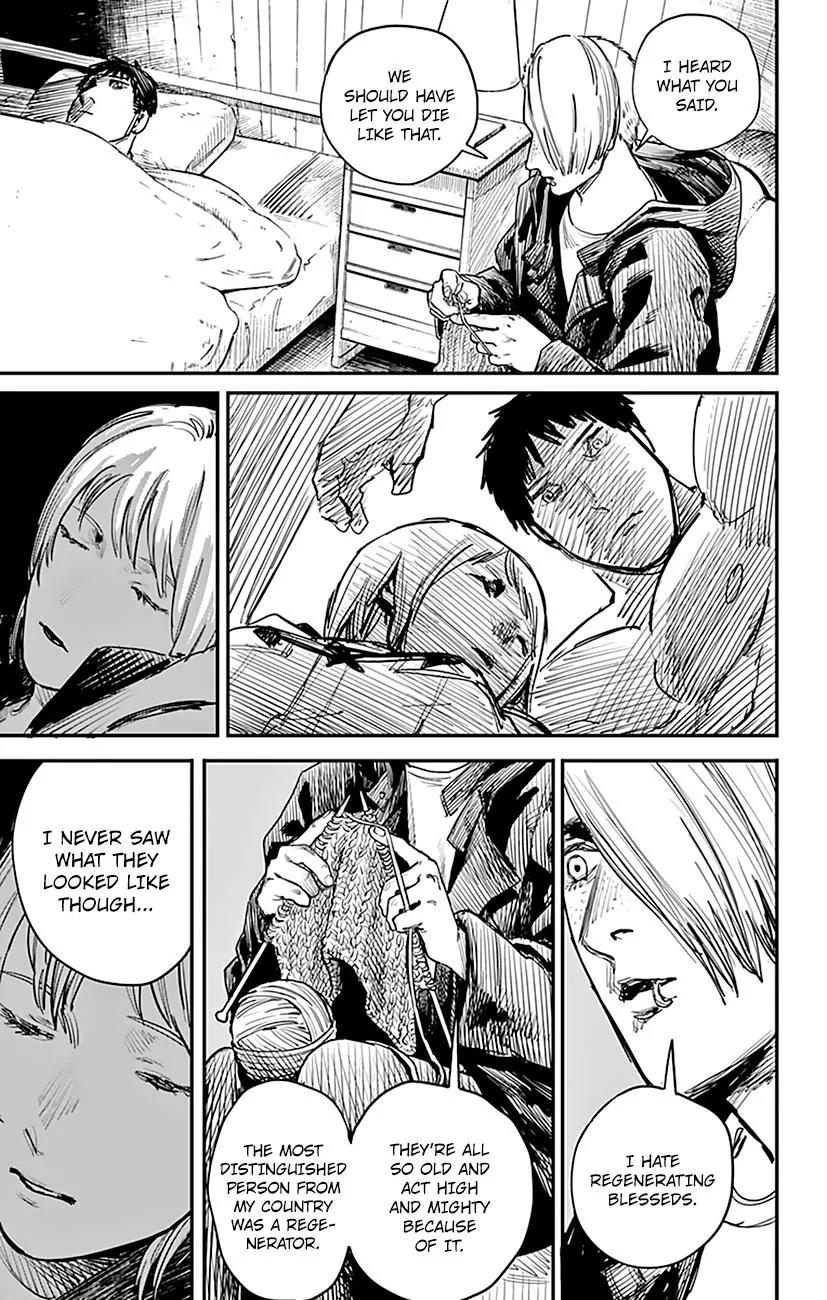 I HEARD
WHAT YOU
SAID.
WE
SHOULD HAVE
LET YOU DIE
LIKE THAT.
I HATE
REGENERATING
BLESSEDS.
THEY'RE ALL
SO OLD AND
ACT HIGH
AND MIGHTY
BECAUSE
OF IT.
THE MOST
DISTINGUISHED
PERSON FROM
MY COUNTRY
WAS A REGE-
NERATOR.
I NEVER SAW
WHAT THEY
LOOKED LIKE
THOUGH...